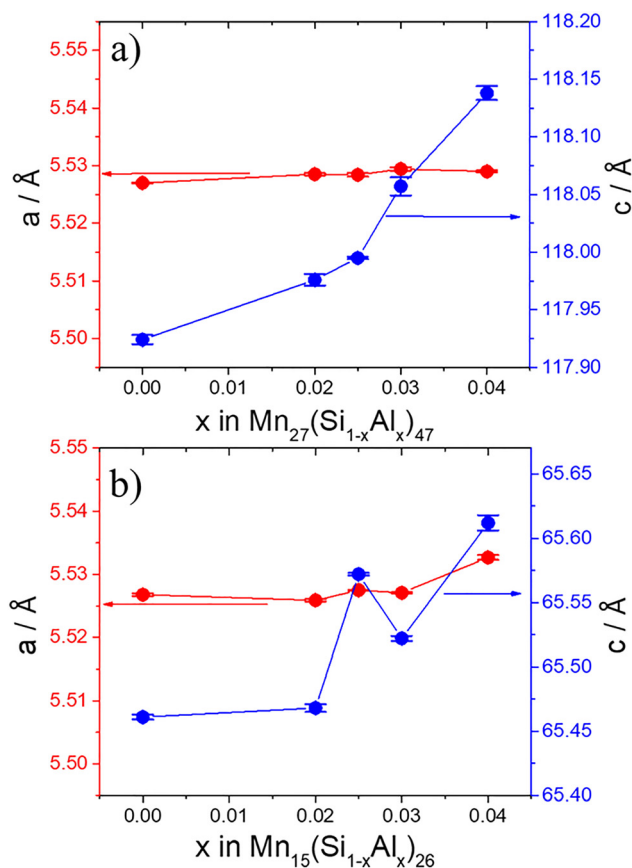 a)
5.55
5.54
5.53
5.52
5.51
5.50
a / Å
118.20
118.15
118.10
118.05
118.00
117.95
117.90
c / Å
0.00 0.01 0.02 0.03 0.04
x in Mn₂₇(Si₁₋ₓAlₓ)₄₇
b)
5.55
5.54
5.53
5.52
5.51
5.50
a / Å
65.65
65.60
65.55
65.50
65.45
65.40
c / Å
0.00 0.01 0.02 0.03 0.04
x in Mn₁₅(Si₁₋ₓAlₓ)₂₆